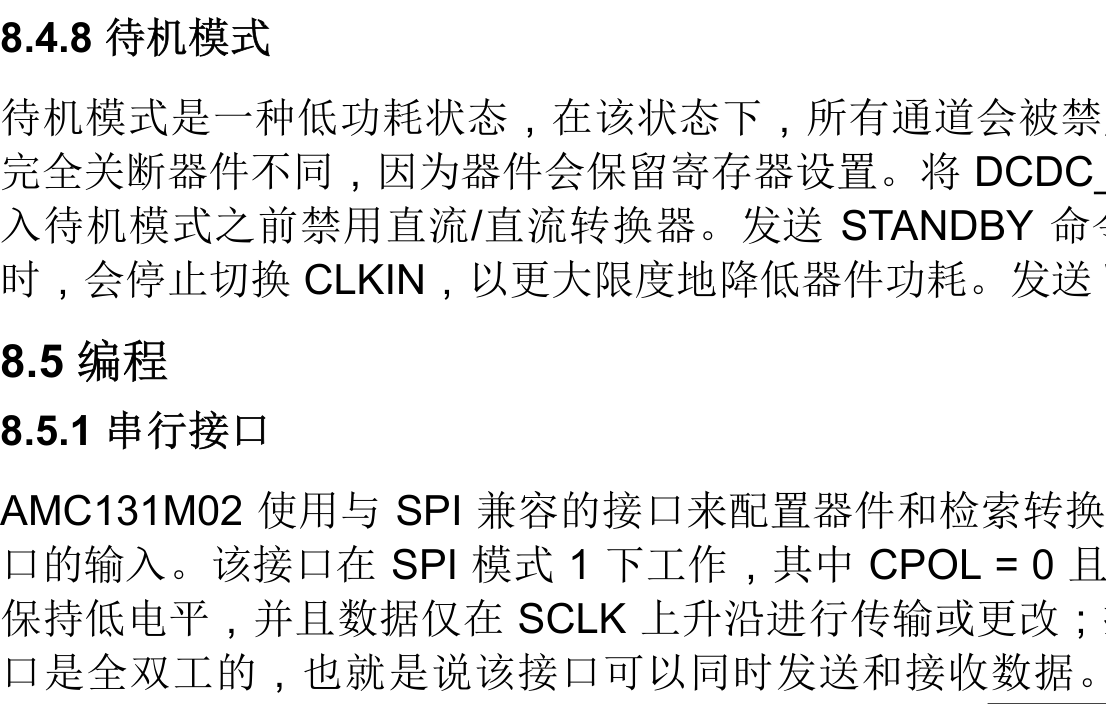 8.4.8 待机模式
待机模式是一种低功耗状态，在该状态下，所有通道会被禁
完全关断器件不同，因为器件会保留寄存器设置。将 DCDC_
入待机模式之前禁用直流/直流转换器。发送 STANDBY 命令
时，会停止切换 CLKIN，以更大限度地降低器件功耗。发送
8.5 编程
8.5.1 串行接口
AMC131M02 使用与 SPI 兼容的接口来配置器件和检索转换
口的输入。该接口在 SPI 模式 1 下工作，其中 CPOL = 0 且
保持低电平，并且数据仅在 SCLK 上升沿进行传输或更改；
口是全双工的，也就是说该接口可以同时发送和接收数据。